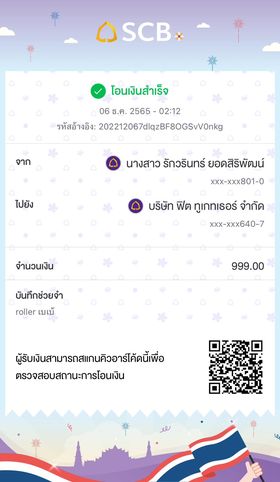 SCB
โอนเงินสำเร็จ
06 ธ.ค. 2565 - 02:12
รหัสอ้างอิง: 202212067dlqzBF8OGSvV0nkg
จาก
นางสาว รักวรินทร์ ยอดสิริพัฒน์
xxx-xxx801-0
ไปยัง
บริษัท ฟิต ทูเกทเธอร์ จำกัด
xxx-xxx640-7
จำนวนเงิน 999.00
บันทึกช่วยจำ
roller เบเบ้
ผู้รับเงินสามารถสแกนคิวอาร์โค้ดนี้เพื่อ
ตรวจสอบสถานะการโอนเงิน